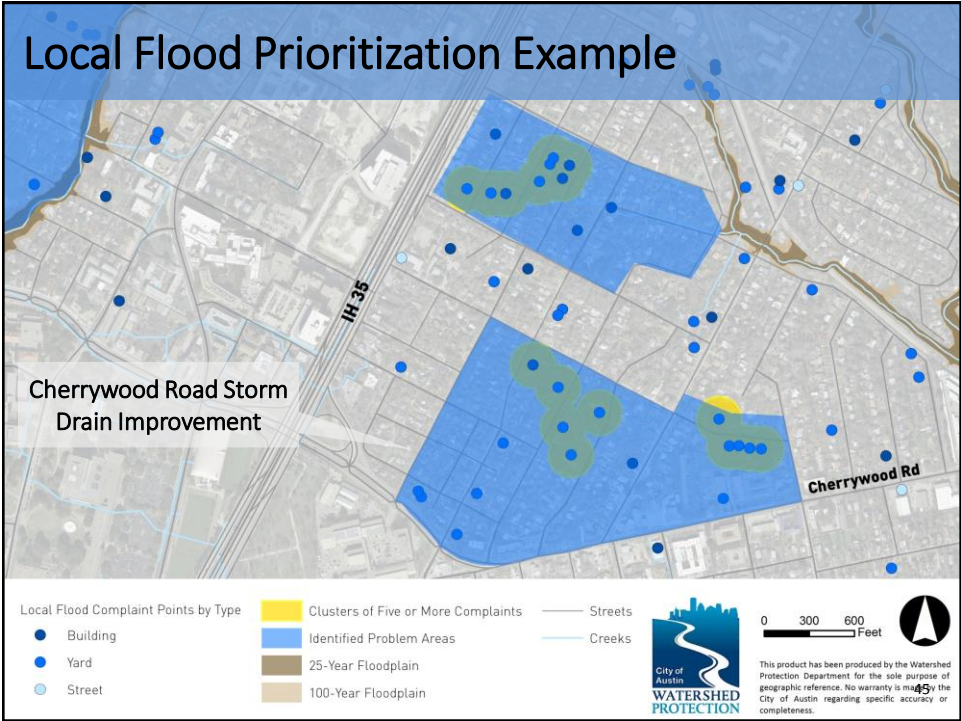 Local Flood Prioritization Example
IH 35
Cherrywood Road Storm
Drain Improvement
Cherrywood Rd
Local Flood Complaint Points by Type
Building
Yard
Street
Clusters of Five or More Complaints
Identified Problem Areas
25-Year Floodplain
100-Year Floodplain
Streets
Creeks
City of
Austin
WATERSHED
PROTECTION
0 300 600
Feet
This product has been produced by the Watershed
Protection Department for the sole purpose of
geographic reference. No warranty is made by the
City of Austin regarding specific accuracy or
completeness.
45